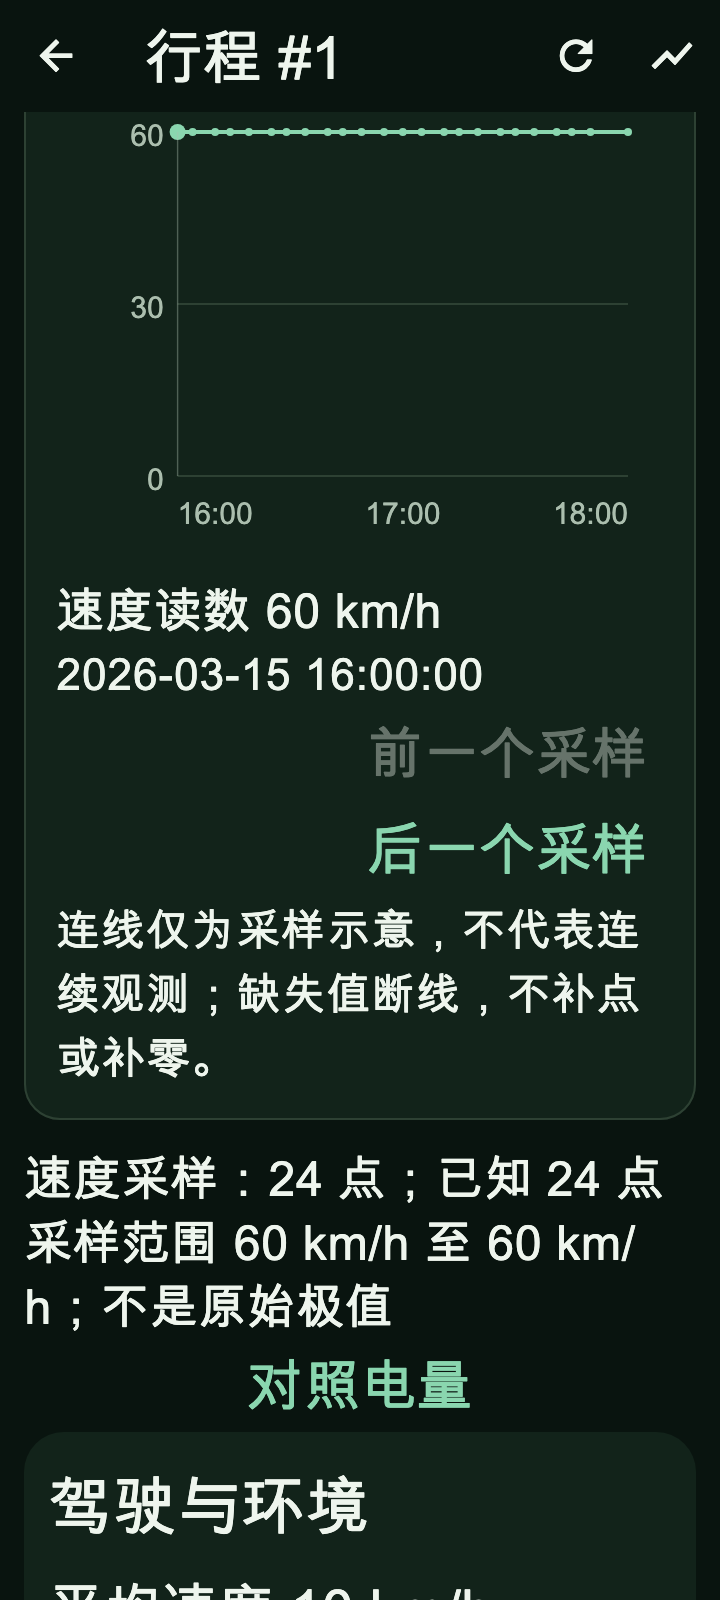 行程 #1
60
30
0
16:00 17:00 18:00
速度读数 60 km/h
2026-03-15 16:00:00
前一个采样
后一个采样
连线仅为采样示意，不代表连
续观测；缺失值断线，不补点
或补零。
速度采样：24 点；已知 24 点
采样范围 60 km/h 至 60 km/
h；不是原始极值
对照电量
驾驶与环境
平均速度